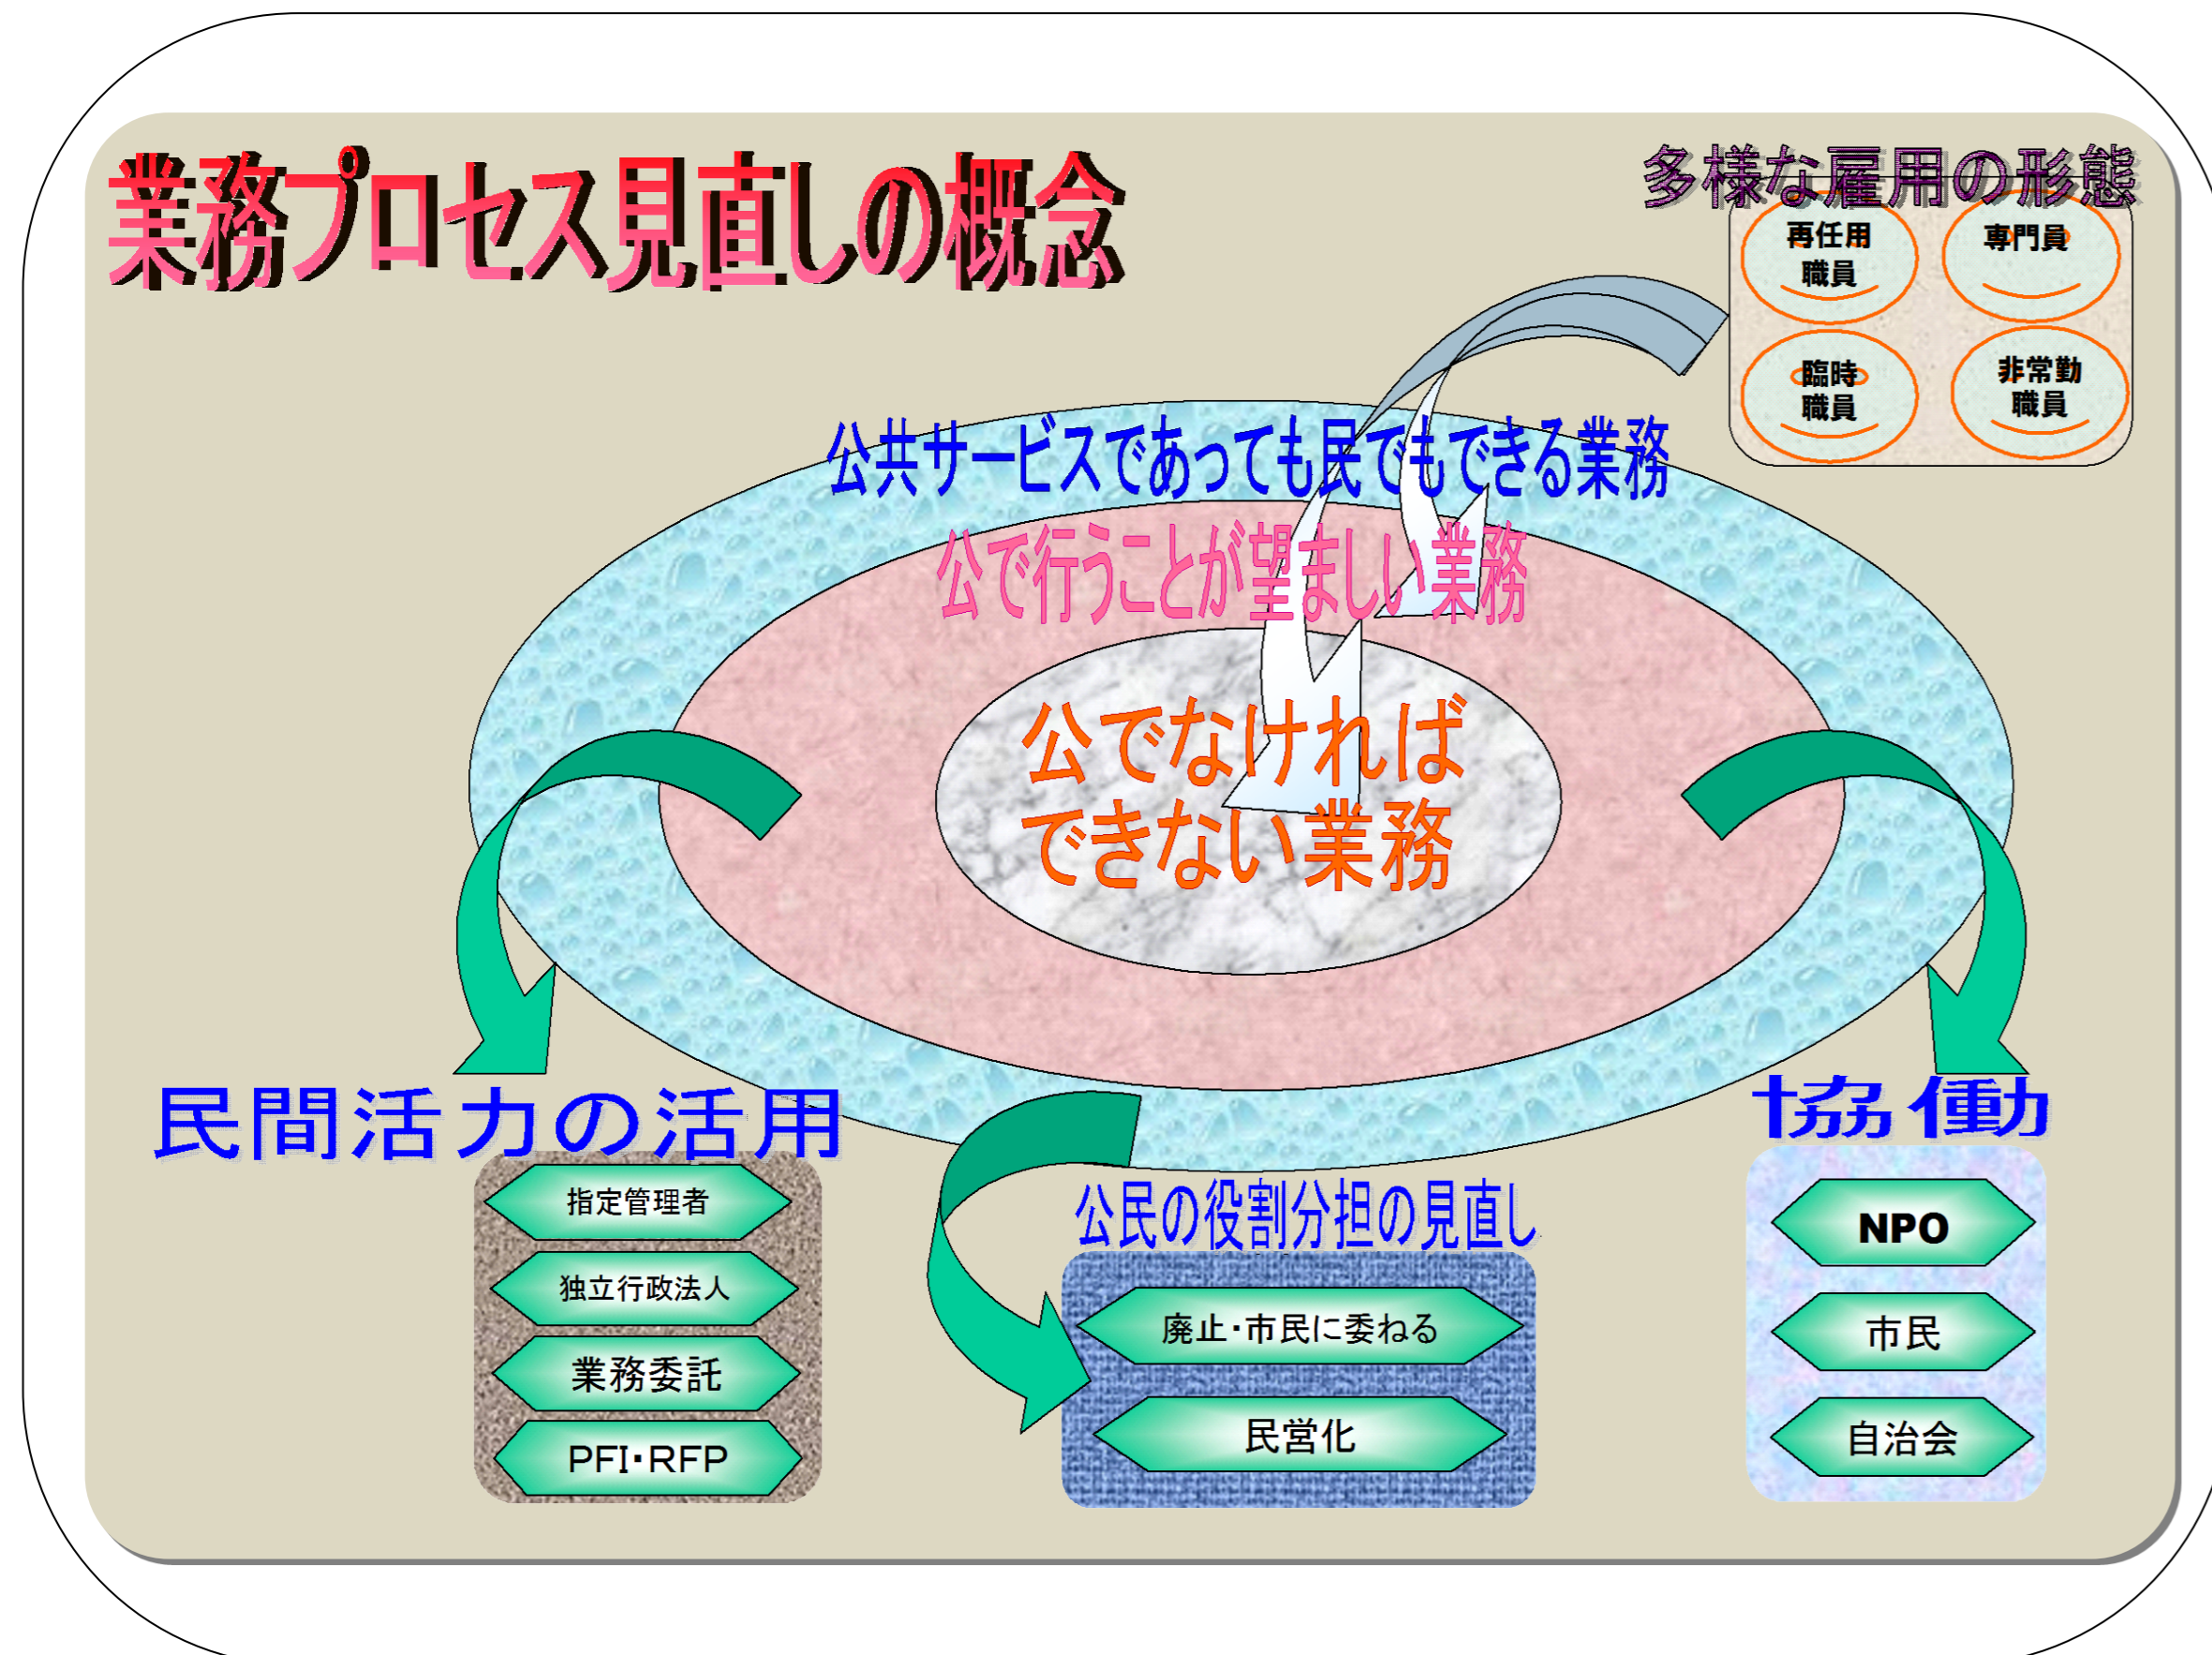 業務プロセス見直しの概念
多様な雇用の形態
再任用
職員
専門員
臨時
職員
非常勤
職員
公共サービスであっても民でもできる業務
公で行うことが望ましい業務
公でなければ
できない業務
民間活力の活用
指定管理者
独立行政法人
業務委託
PFI・RFP
公民の役割分担の見直し
廃止・市民に委ねる
民営化
協働
NPO
市民
自治会